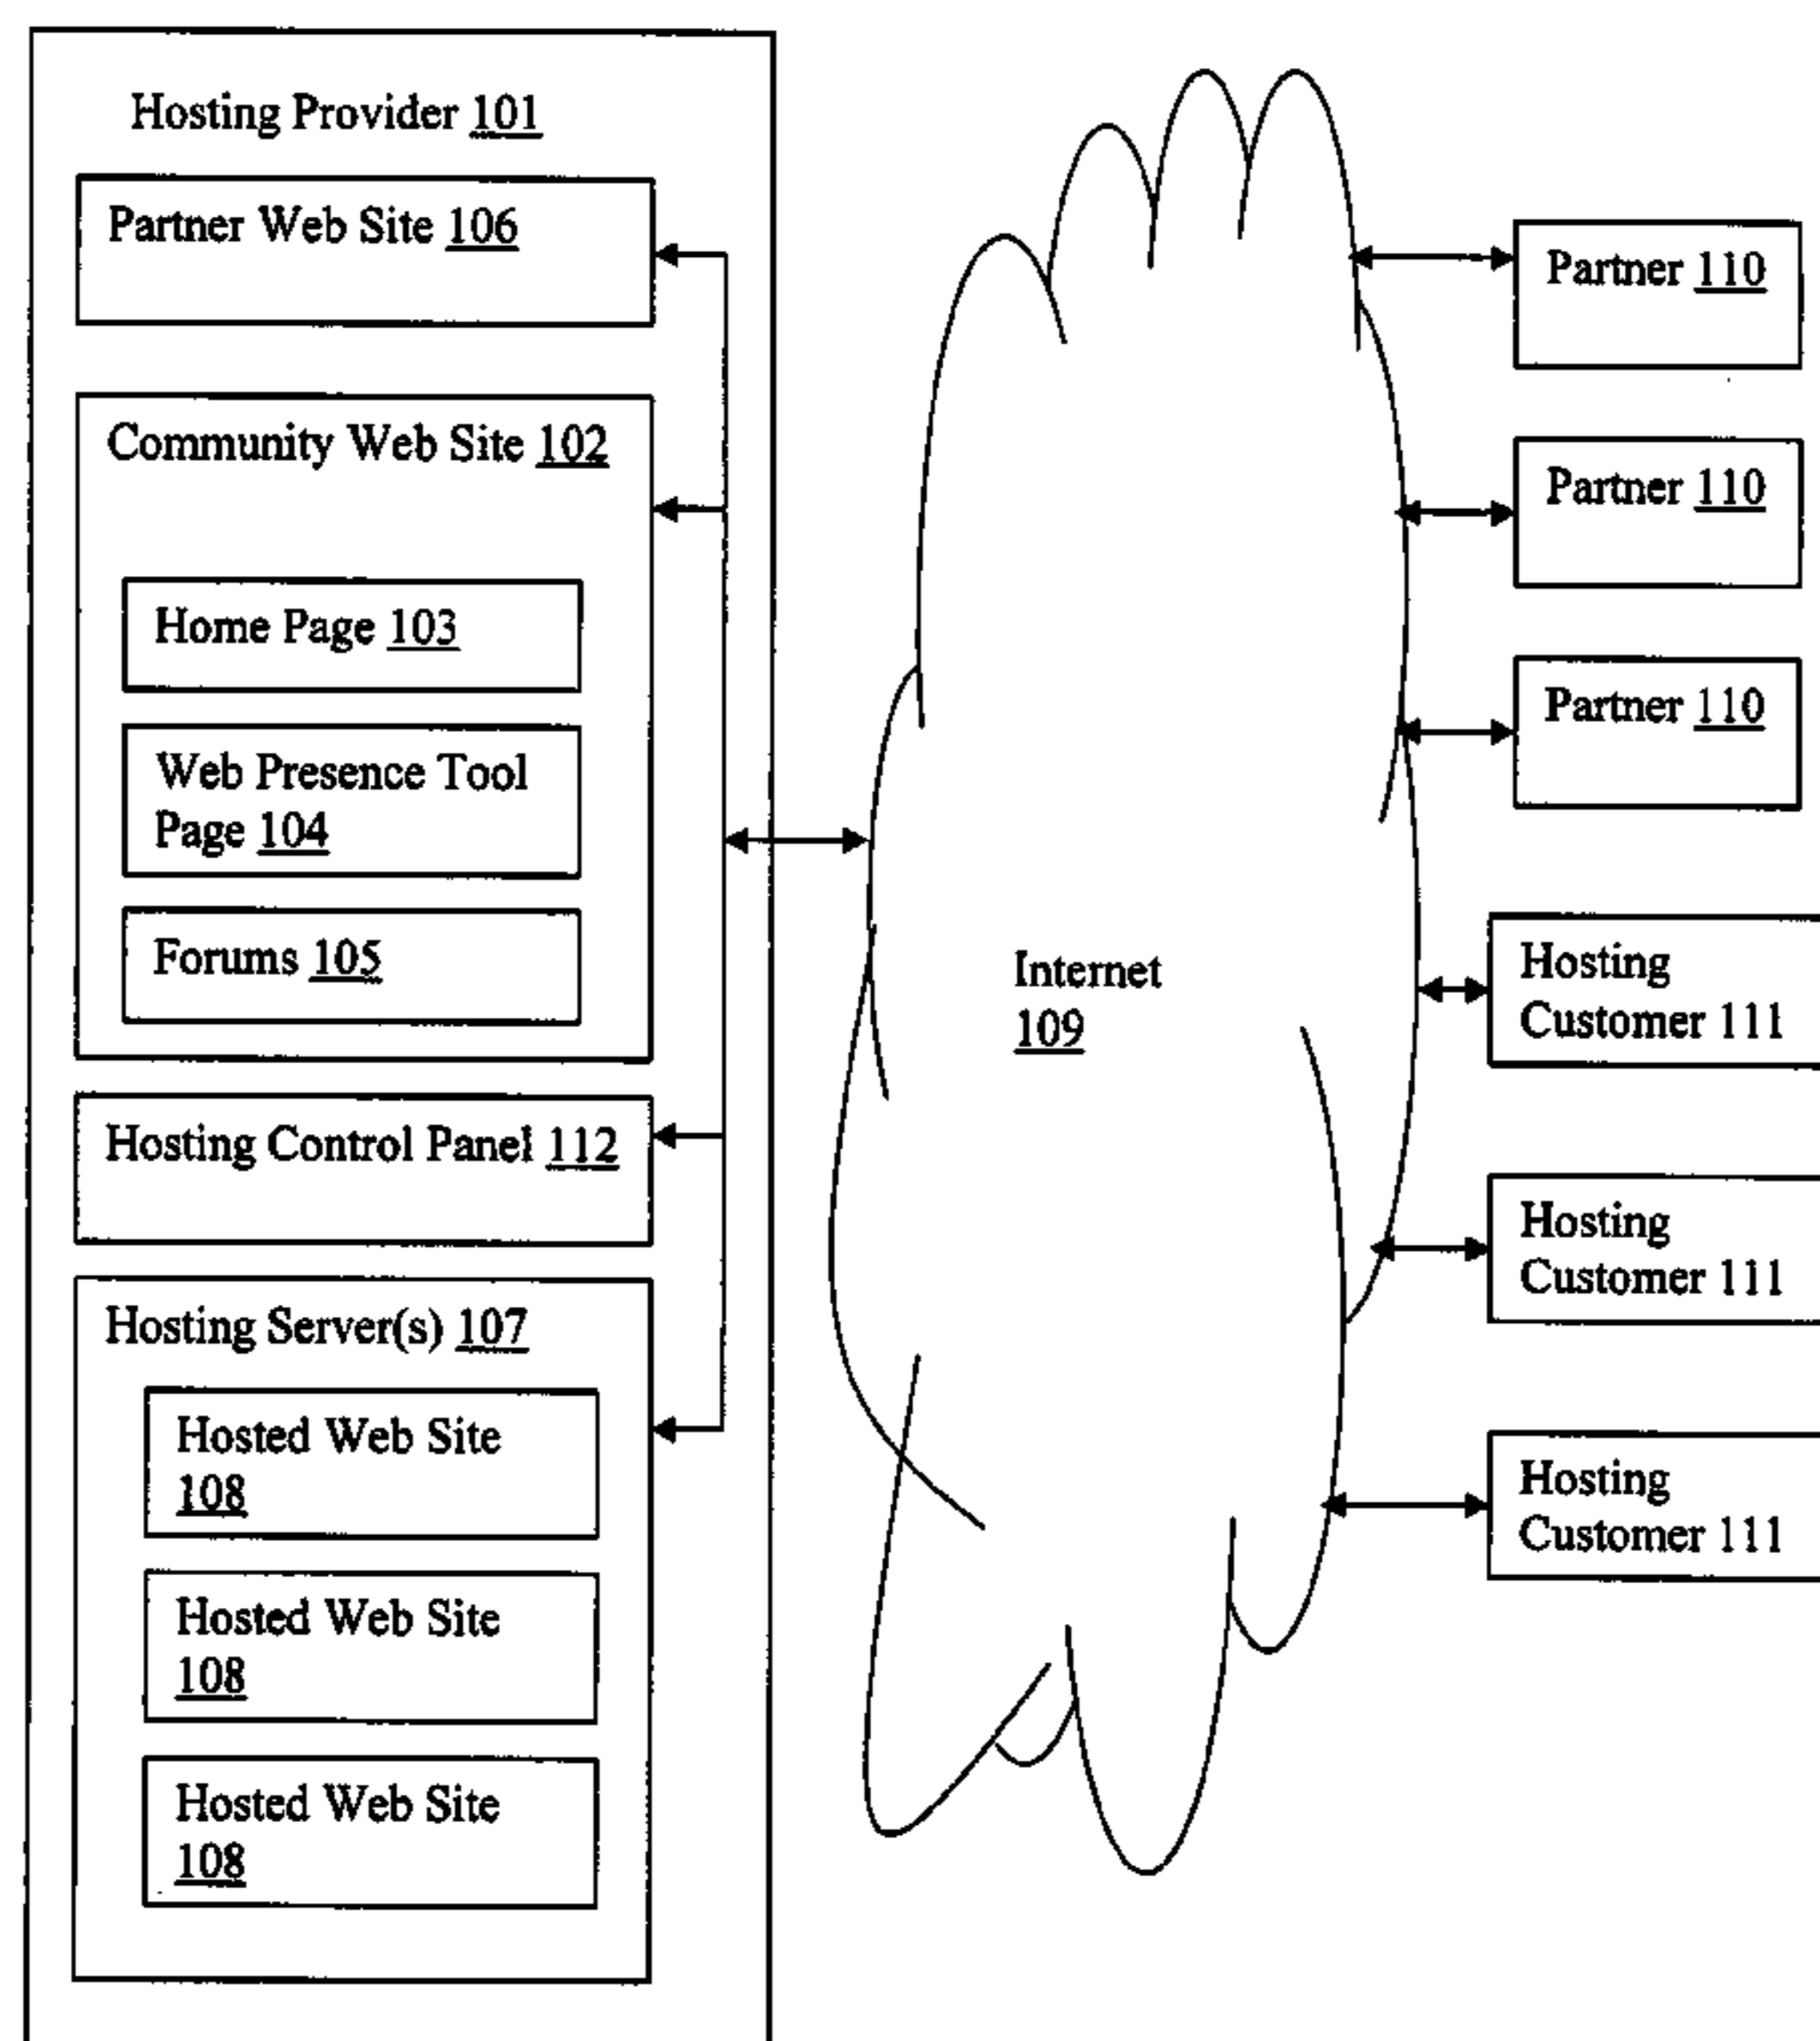 Hosting Provider 101
Partner Web Site 106
Community Web Site 102
Home Page 103
Web Presence Tool
Page 104
Forums 105
Hosting Control Panel 112
Hosting Server(s) 107
Hosted Web Site
108
Hosted Web Site
108
Hosted Web Site
108
Internet
109
Partner 110
Partner 110
Partner 110
Hosting
Customer 111
Hosting
Customer 111
Hosting
Customer 111